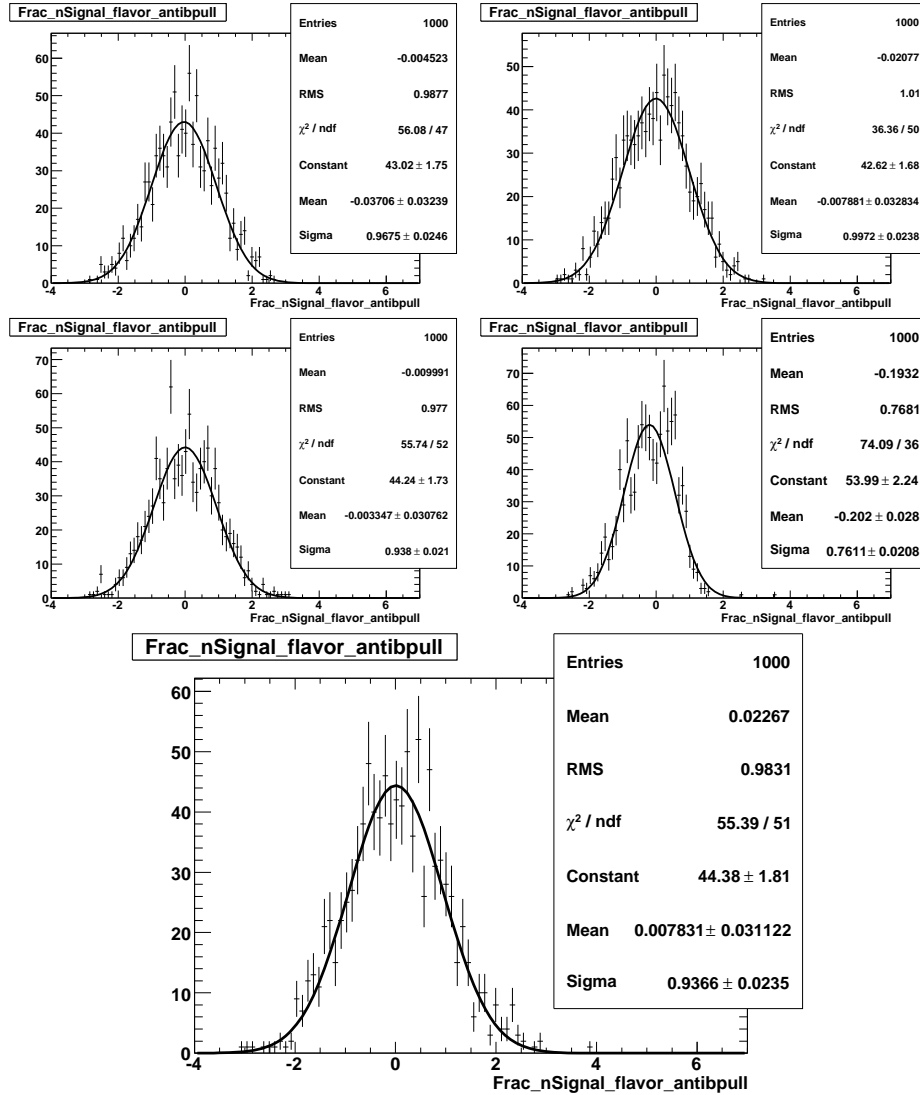 Frac_nSignal_flavor_antibpull
Entries 1000
Mean -0.004523
RMS 0.9877
χ² / ndf 56.08 / 47
Constant 43.02 ± 1.75
Mean -0.03706 ± 0.03239
Sigma 0.9675 ± 0.0246
60
50
40
30
20
10
0
-4 -2 0 2 4 6
Frac_nSignal_flavor_antibpull
Frac_nSignal_flavor_antibpull
Entries 1000
Mean -0.02077
RMS 1.01
χ² / ndf 36.36 / 50
Constant 42.62 ± 1.68
Mean -0.007881 ± 0.032834
Sigma 0.9972 ± 0.0238
50
40
30
20
10
0
-4 -2 0 2 4 6
Frac_nSignal_flavor_antibpull
Frac_nSignal_flavor_antibpull
Entries 1000
Mean -0.009991
RMS 0.977
χ² / ndf 55.74 / 52
Constant 44.24 ± 1.73
Mean -0.003347 ± 0.030762
Sigma 0.938 ± 0.021
70
60
50
40
30
20
10
0
-4 -2 0 2 4 6
Frac_nSignal_flavor_antibpull
Frac_nSignal_flavor_antibpull
Entries 1000
Mean -0.1932
RMS 0.7681
χ² / ndf 74.09 / 36
Constant 53.99 ± 2.24
Mean -0.202 ± 0.028
Sigma 0.7611 ± 0.0208
70
60
50
40
30
20
10
0
-4 -2 0 2 4 6
Frac_nSignal_flavor_antibpull
Frac_nSignal_flavor_antibpull
Entries 1000
Mean 0.02267
RMS 0.9831
χ² / ndf 55.39 / 51
Constant 44.38 ± 1.81
Mean 0.007831 ± 0.031122
Sigma 0.9366 ± 0.0235
60
50
40
30
20
10
0
-4 -2 0 2 4 6
Frac_nSignal_flavor_antibpull